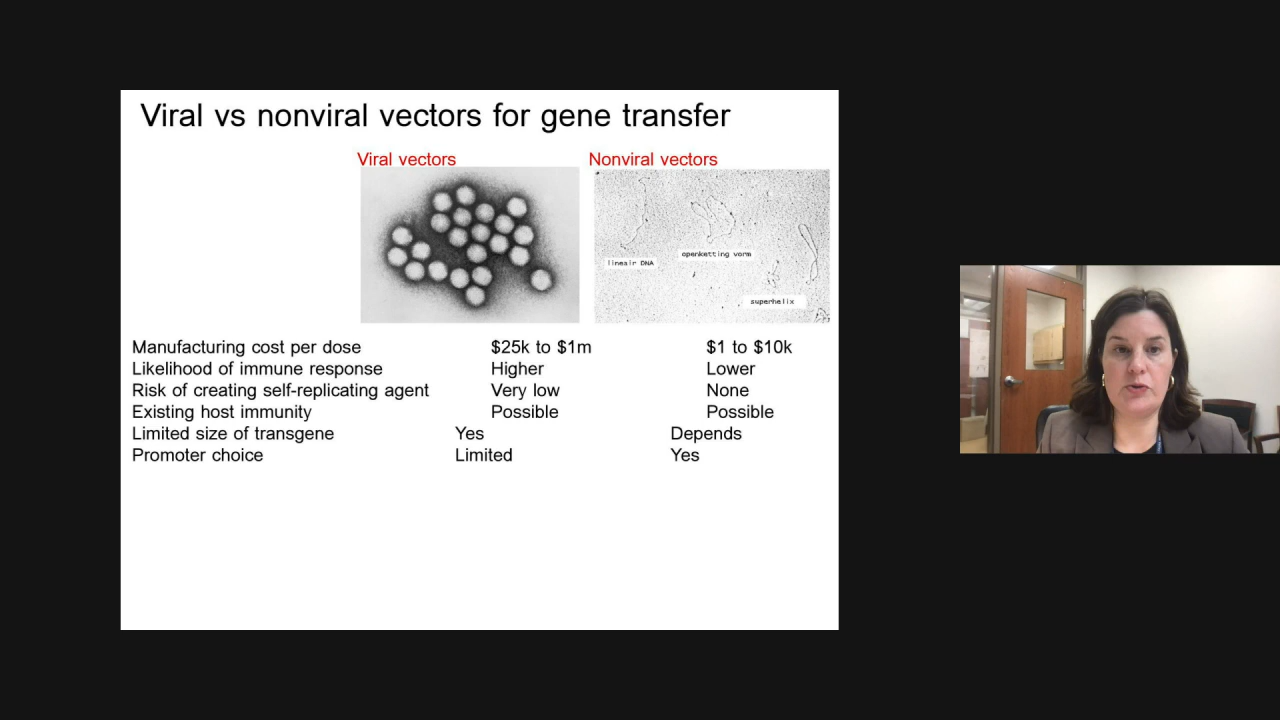 Viral vs nonviral vectors for gene transfer
Viral vectors Nonviral vectors
lineair DNA
openketting vorm
superhelix
Manufacturing cost per dose $25k to $1m $1 to $10k
Likelihood of immune response Higher Lower
Risk of creating self-replicating agent Very low None
Existing host immunity Possible Possible
Limited size of transgene Yes Depends
Promoter choice Limited Yes